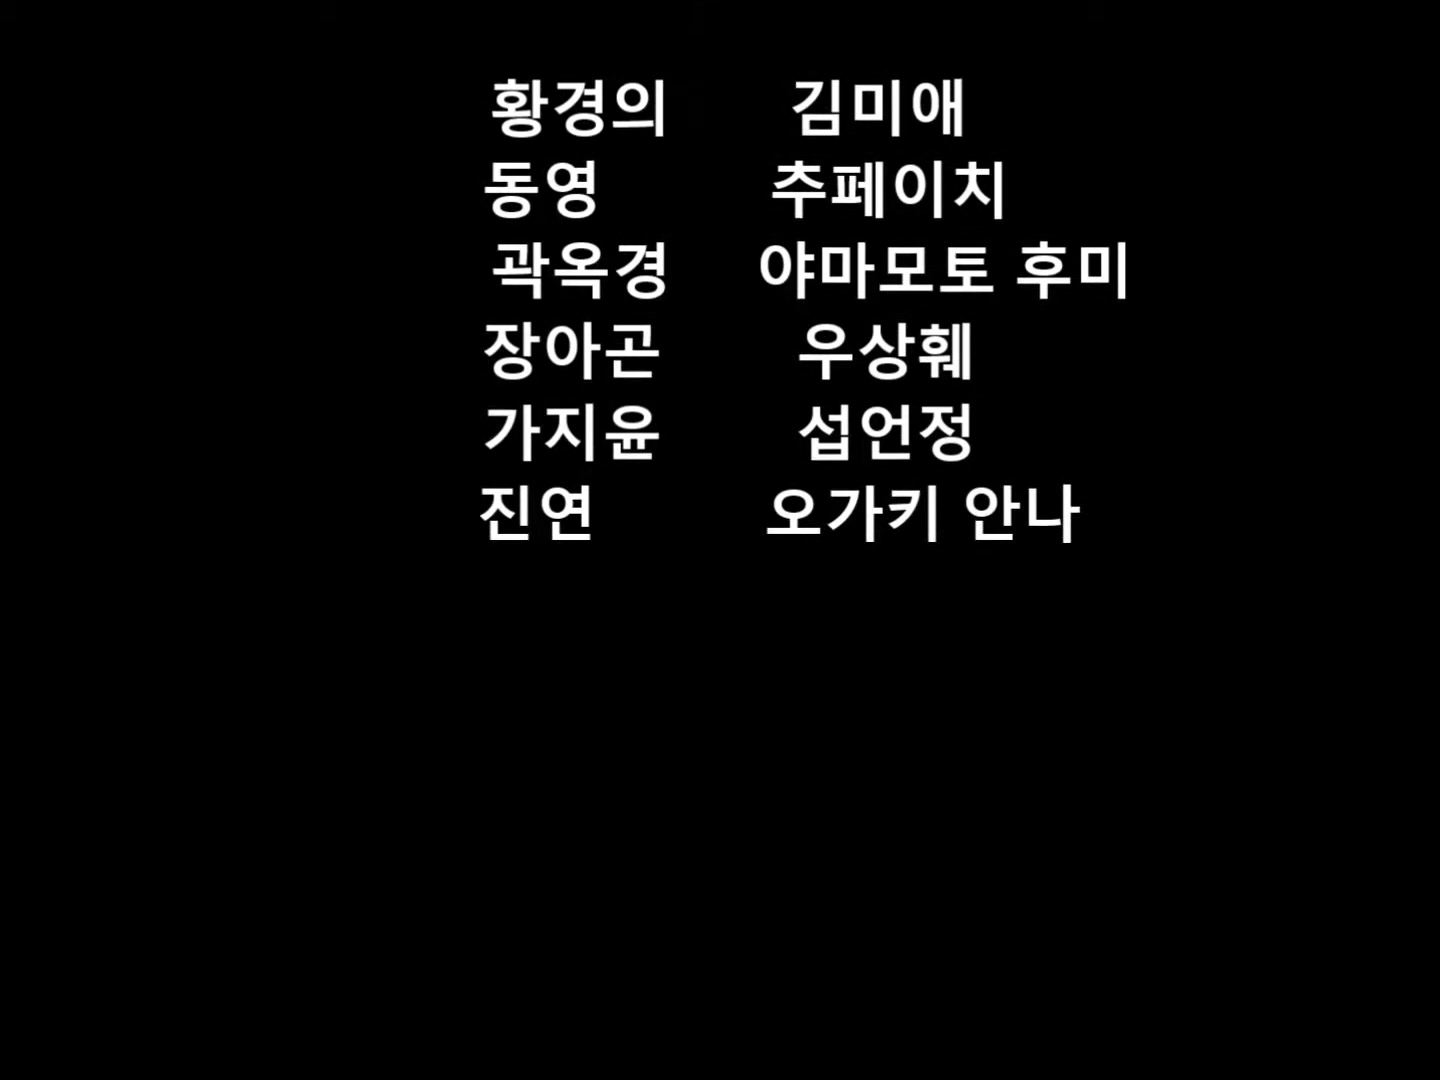 황경의 김미애
동영 추페이치
곽옥경 야마모토 후미
장아곤 우상훼
가지윤 섭언정
진연 오가키 안나